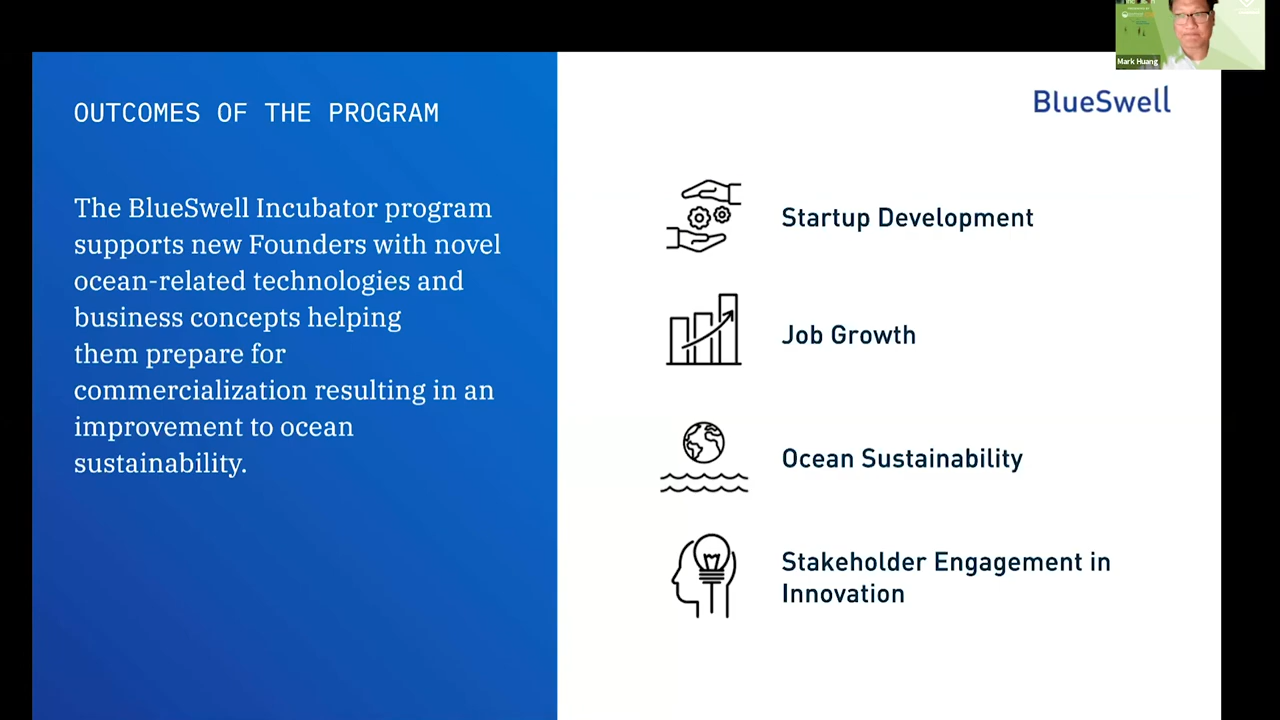 OUTCOMES OF THE PROGRAM
The BlueSwell Incubator program
supports new Founders with novel
ocean-related technologies and
business concepts helping
them prepare for
commercialization resulting in an
improvement to ocean
sustainability.
Mark Huang
BlueSwell
Startup Development
Job Growth
Ocean Sustainability
Stakeholder Engagement in
Innovation